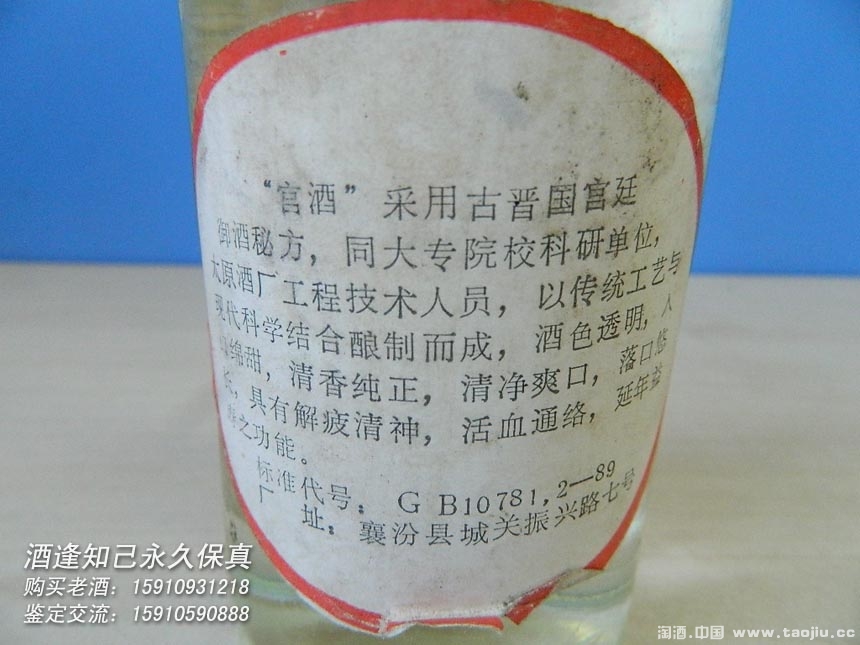 “宫酒”采用古晋国宫廷
御酒秘方，同大专院校科研单位，
太原酒厂工程技术人员，以传统工艺与
现代科学结合酿制而成，酒色透明，入
口绵甜，清香纯正，清净爽口，落口悠
长，具有解疲清神，活血通络，延年益
寿之功能。
标准代号：GB10781.2—89
厂址：襄汾县城关振兴路七号
酒逢知己永久保真
购买老酒：15910931218
鉴定交流：15910590888
淘酒.中国 www.taojiu.cc